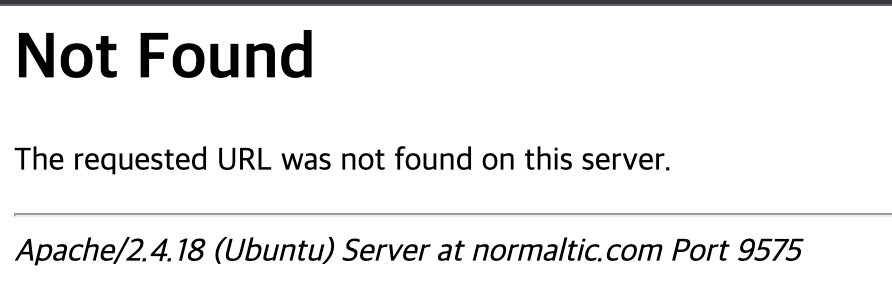 Not Found
The requested URL was not found on this server.
Apache/2.4.18 (Ubuntu) Server at normaltic.com Port 9575